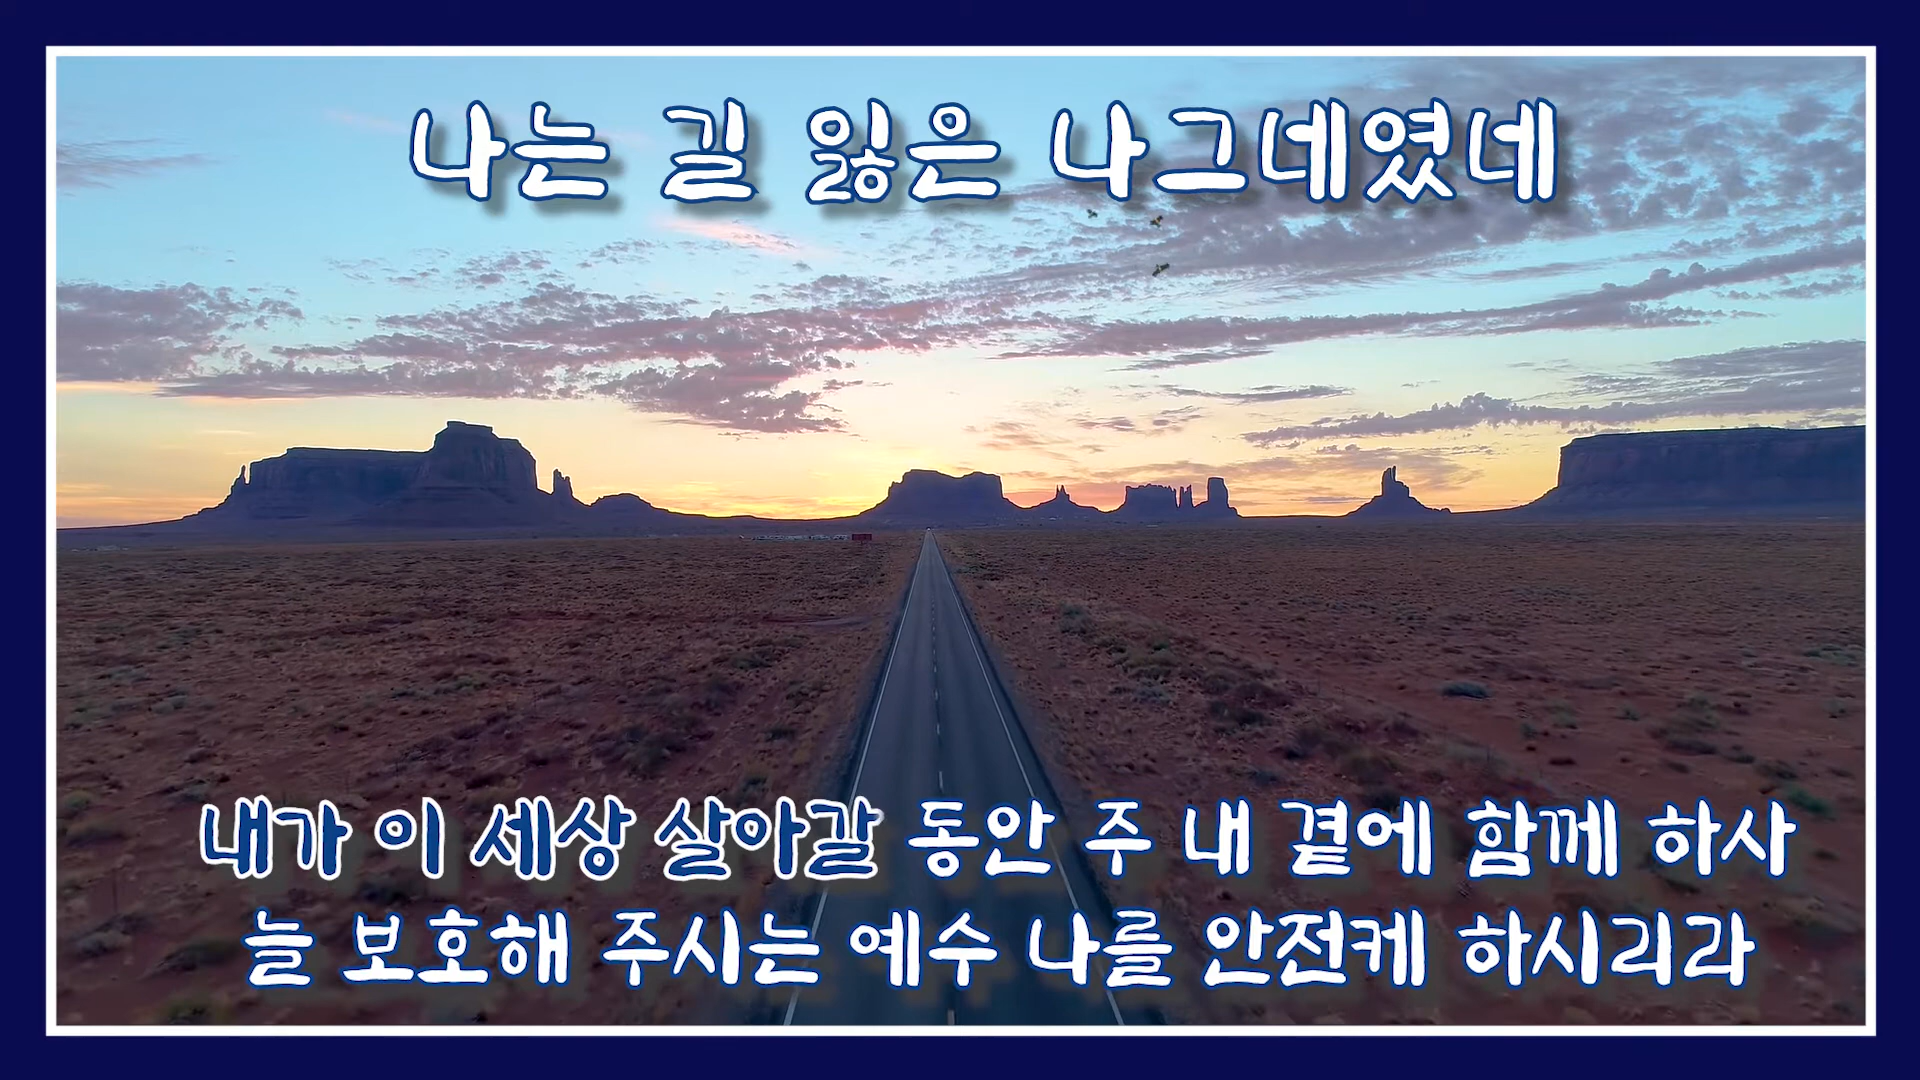 나는 길 잃은 나그네였네
내가 이 세상 살아갈 동안 주 내 곁에 함께 하사
늘 보호해 주시는 예수 나를 안전케 하시리라